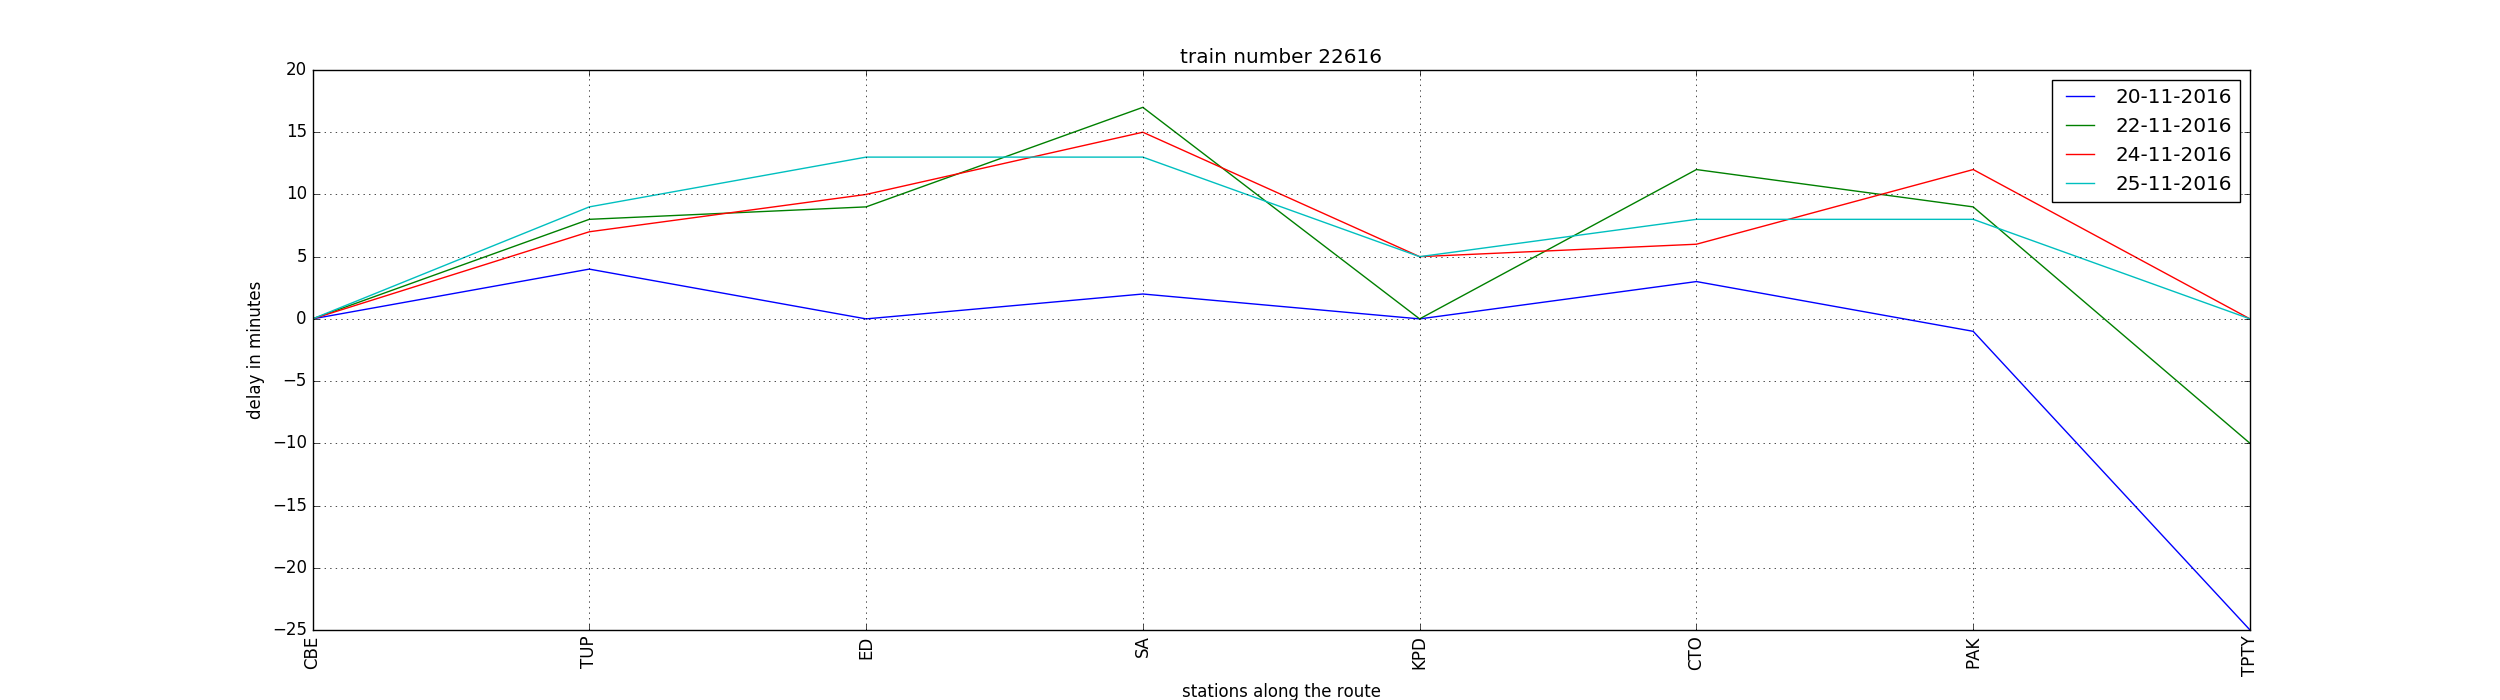 train number 22616
20
15
10
5
0
−5
−10
−15
−20
−25
delay in minutes
20-11-2016
22-11-2016
24-11-2016
25-11-2016
CBE
TUP
ED
SA
KPD
CTO
PAK
TPTY
stations along the route